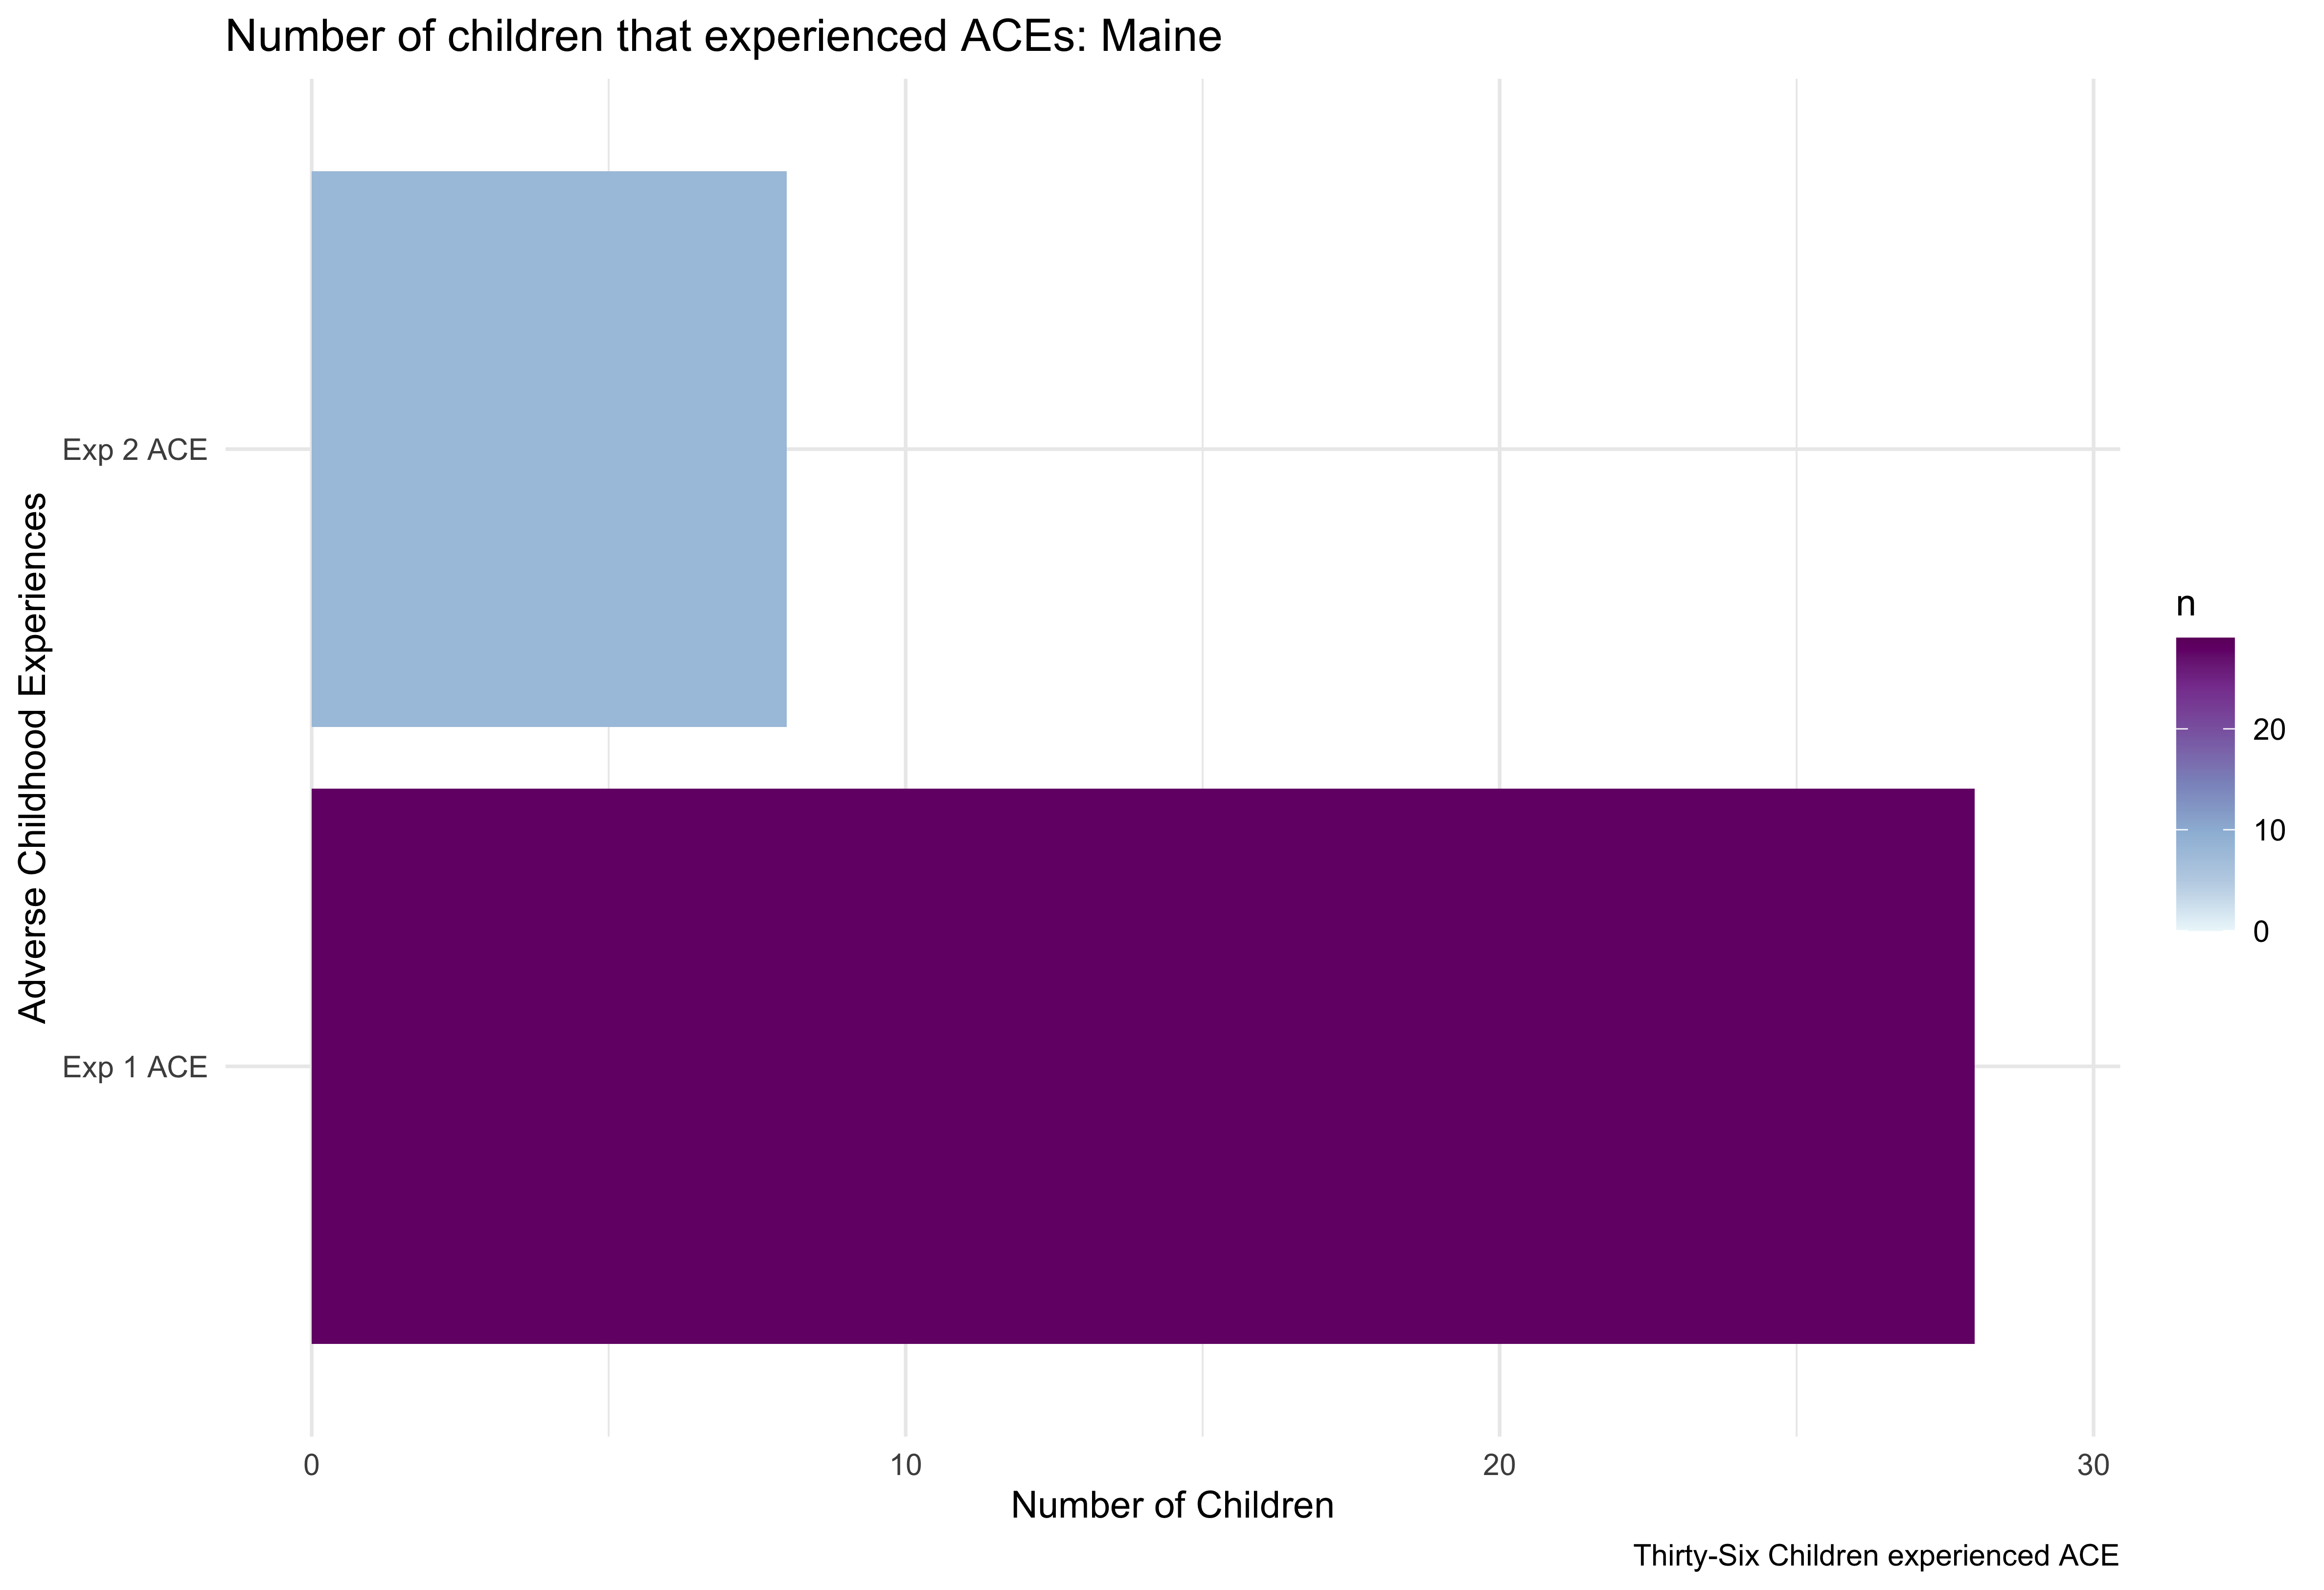 Number of children that experienced ACEs: Maine
Adverse Childhood Experiences
Exp 2 ACE
Exp 1 ACE
n
20
10
0
0 10 20 30
Number of Children
Thirty-Six Children experienced ACE